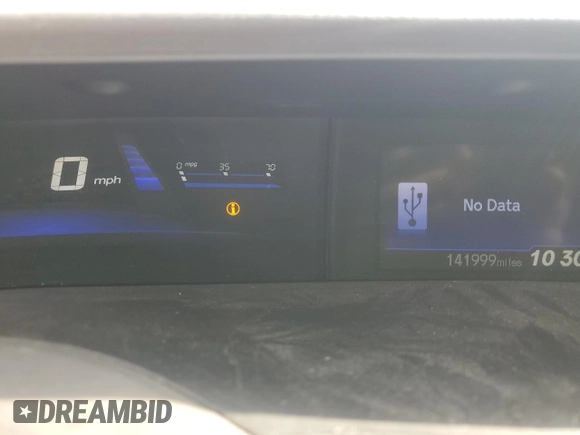 0 mph
0 mpg 35 70
No Data
141999 miles 10 30
DREAMBID